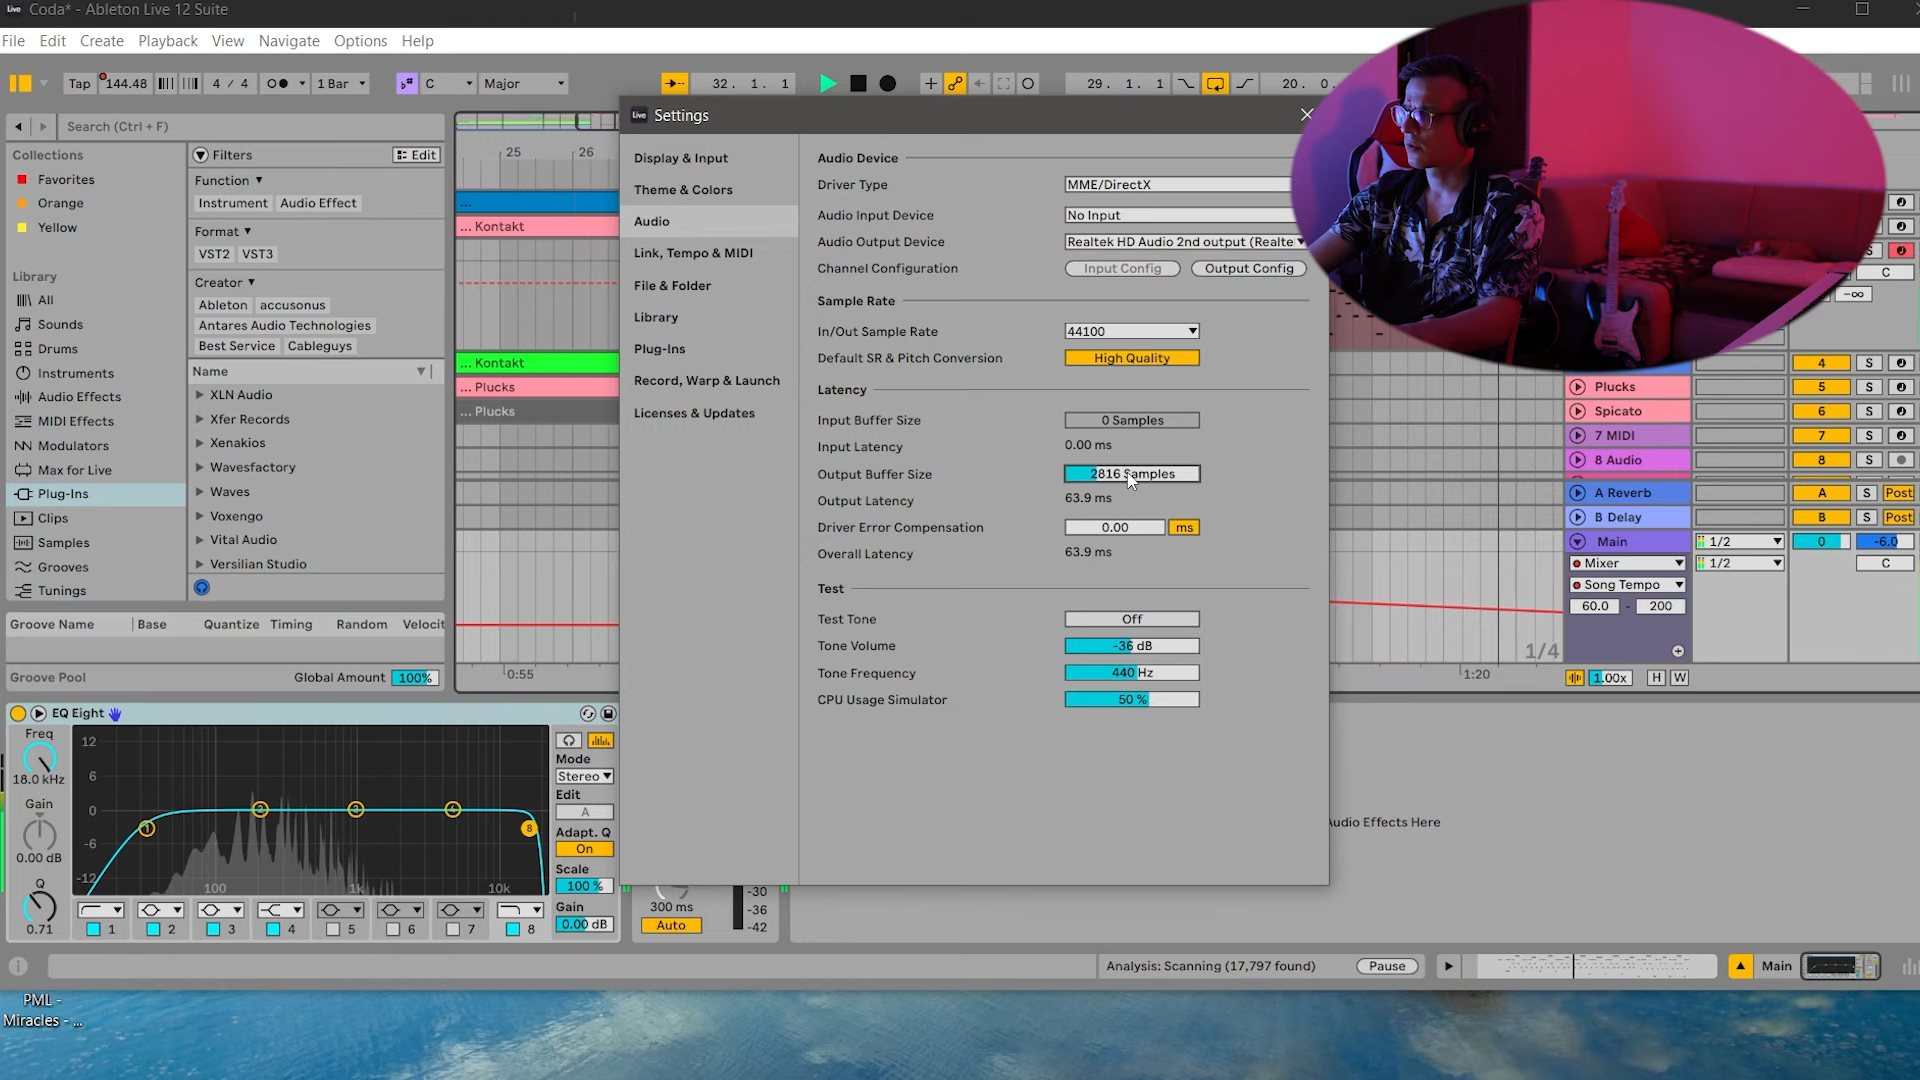 Live Coda* - Ableton Live 12 Suite
File Edit Create Playback View Navigate Options Help
Tap 144.48 4 / 4 1 Bar C Major 32. 1. 1 29. 1. 1 20. 0.
Search (Ctrl + F)
Collections
Favorites
Orange
Yellow
Library
All
Sounds
Drums
Instruments
Audio Effects
MIDI Effects
Modulators
Max for Live
Plug-Ins
Clips
Samples
Grooves
Tunings
Filters Edit
Function
Instrument Audio Effect
Format
VST2 VST3
Creator
Ableton accusonus
Antares Audio Technologies
Best Service Cableguys
Name
XLN Audio
Xfer Records
Xenakios
Wavesfactory
Waves
Voxengo
Vital Audio
Versilian Studio
Groove Name Base Quantize Timing Random Velocit
Groove Pool Global Amount 100%
25 26
...
... Kontakt
... Kontakt
... Plucks
... Plucks
0:55
Live Settings
Display & Input
Theme & Colors
Audio
Link, Tempo & MIDI
File & Folder
Library
Plug-Ins
Record, Warp & Launch
Licenses & Updates
Audio Device
Driver Type MME/DirectX
Audio Input Device No Input
Audio Output Device Realtek HD Audio 2nd output (Realte
Channel Configuration Input Config Output Config
Sample Rate
In/Out Sample Rate 44100
Default SR & Pitch Conversion High Quality
Latency
Input Buffer Size 0 Samples
Input Latency 0.00 ms
Output Buffer Size 2816 Samples
Output Latency 63.9 ms
Driver Error Compensation 0.00 ms
Overall Latency 63.9 ms
Test
Test Tone Off
Tone Volume -36 dB
Tone Frequency 440 Hz
CPU Usage Simulator 50 %
S
C
-∞
4 S
Plucks 5 S
Spicato 6 S
7 MIDI 7 S
8 Audio 8 S
A Reverb A S Post
B Delay B S Post
Main 1/2 0 -6.0
Mixer 1/2 C
Song Tempo
60.0 - 200
1/4
1:20 1.00x H W
EQ Eight
Freq
18.0 kHz
Gain
0.00 dB
Q
0.71
12
6
0
-6
-12
100 1k 10k
1 2 3 4 8
1 2 3 4 5 6 7 8
Mode
Stereo
Edit
A
Adapt. Q
On
Scale
100 %
Gain
0.00 dB
300 ms
Auto
-30
-36
-42
Audio Effects Here
Analysis: Scanning (17,797 found) Pause Main
PML -
Miracles - ...